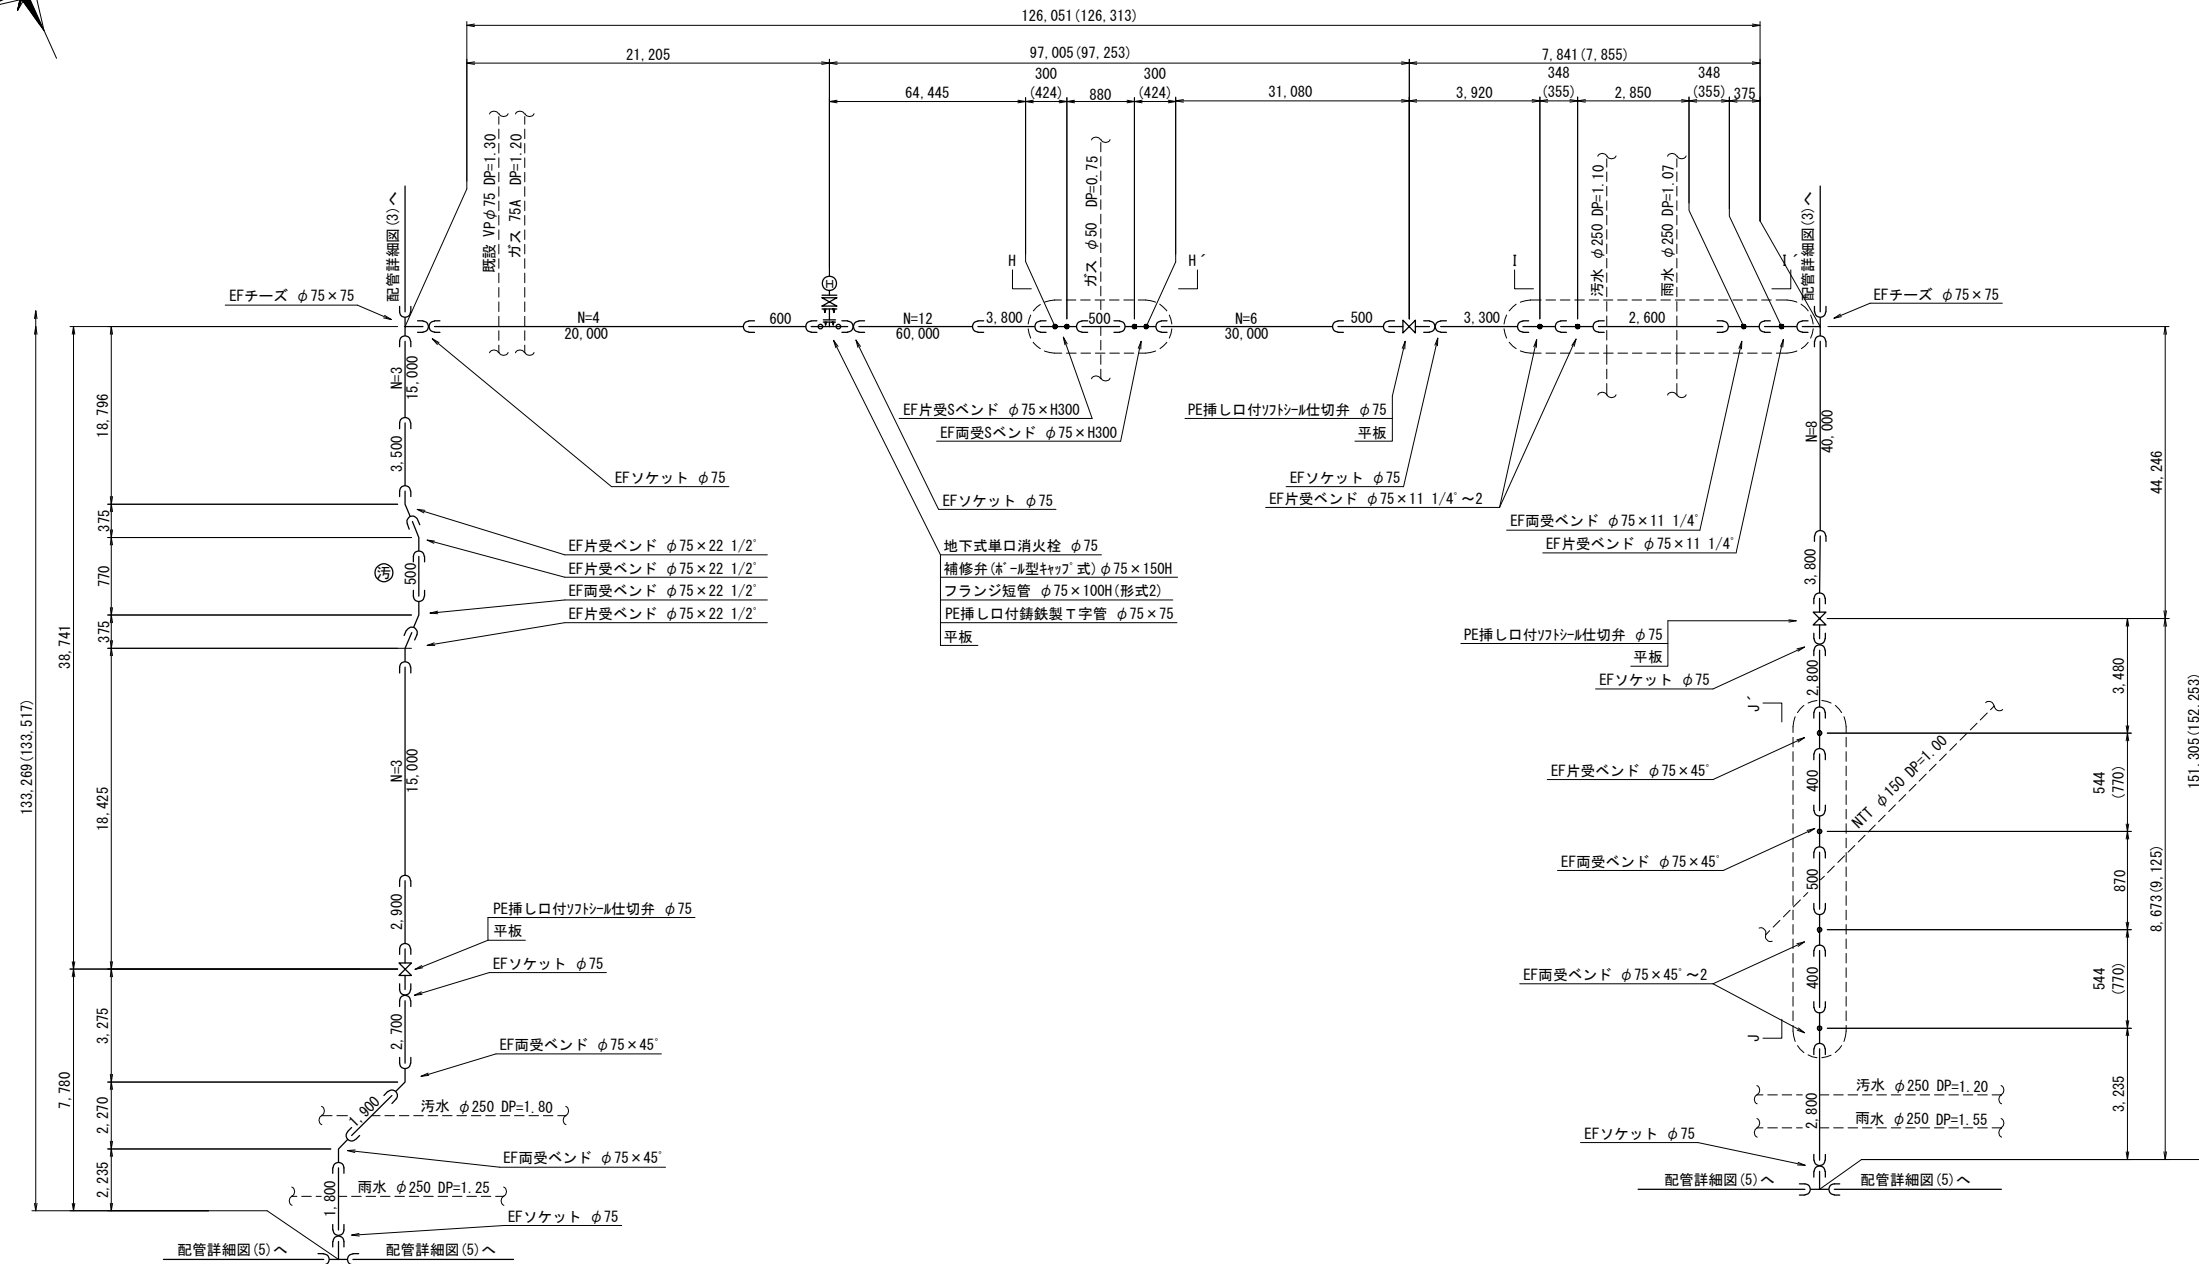 126,051(126,313)
21,205
97,005(97,253)
7,841(7,855)
64,445
300
(424)
880
300
(424)
31,080
3,920
348
(355)
2,850
348
(355)
375
配管詳細図(3)へ
既設 VPφ75 DP=1.30
ガス 75A DP=1.20
ガス φ50 DP=0.75
汚水 φ250 DP=1.10
雨水 φ250 DP=1.07
配管詳細図(3)へ
H
H´
I
I´
EFチーズ φ75×75
EFチーズ φ75×75
H
N=4
20,000
600
N=12
60,000
3,800
500
N=6
30,000
500
3,300
2,600
EF片受Sベンド φ75×H300
EF両受Sベンド φ75×H300
PE挿し口付ソフトシール仕切弁 φ75
平板
EFソケット φ75
EFソケット φ75
EFソケット φ75
EF片受ベンド φ75×11 1/4°~2
EF両受ベンド φ75×11 1/4°
EF片受ベンド φ75×11 1/4°
地下式単口消火栓 φ75
補修弁(ボール型キャップ式)φ75×150H
フランジ短管 φ75×100H(形式2)
PE挿し口付鋳鉄製T字管 φ75×75
平板
133,269(133,517)
38,741
7,780
18,796
375
770
375
18,425
3,275
2,270
2,235
N=3
15,000
3,500
500
汚
N=3
15,000
2,900
2,700
1,900
1,800
EF片受ベンド φ75×22 1/2°
EF片受ベンド φ75×22 1/2°
EF両受ベンド φ75×22 1/2°
EF片受ベンド φ75×22 1/2°
PE挿し口付ソフトシール仕切弁 φ75
平板
EFソケット φ75
EF両受ベンド φ75×45°
汚水 φ250 DP=1.80
EF両受ベンド φ75×45°
雨水 φ250 DP=1.25
EFソケット φ75
配管詳細図(5)へ
配管詳細図(5)へ
N=8
40,000
3,800
2,800
400
500
400
2,800
PE挿し口付ソフトシール仕切弁 φ75
平板
EFソケット φ75
J´
EF片受ベンド φ75×45°
NTT φ150 DP=1.00
EF両受ベンド φ75×45°
EF両受ベンド φ75×45°~2
J
汚水 φ250 DP=1.20
雨水 φ250 DP=1.55
EFソケット φ75
配管詳細図(5)へ
配管詳細図(5)へ
3,480
544
(770)
870
544
(770)
3,235
44,246
8,673(9,125)
151,305(152,253)